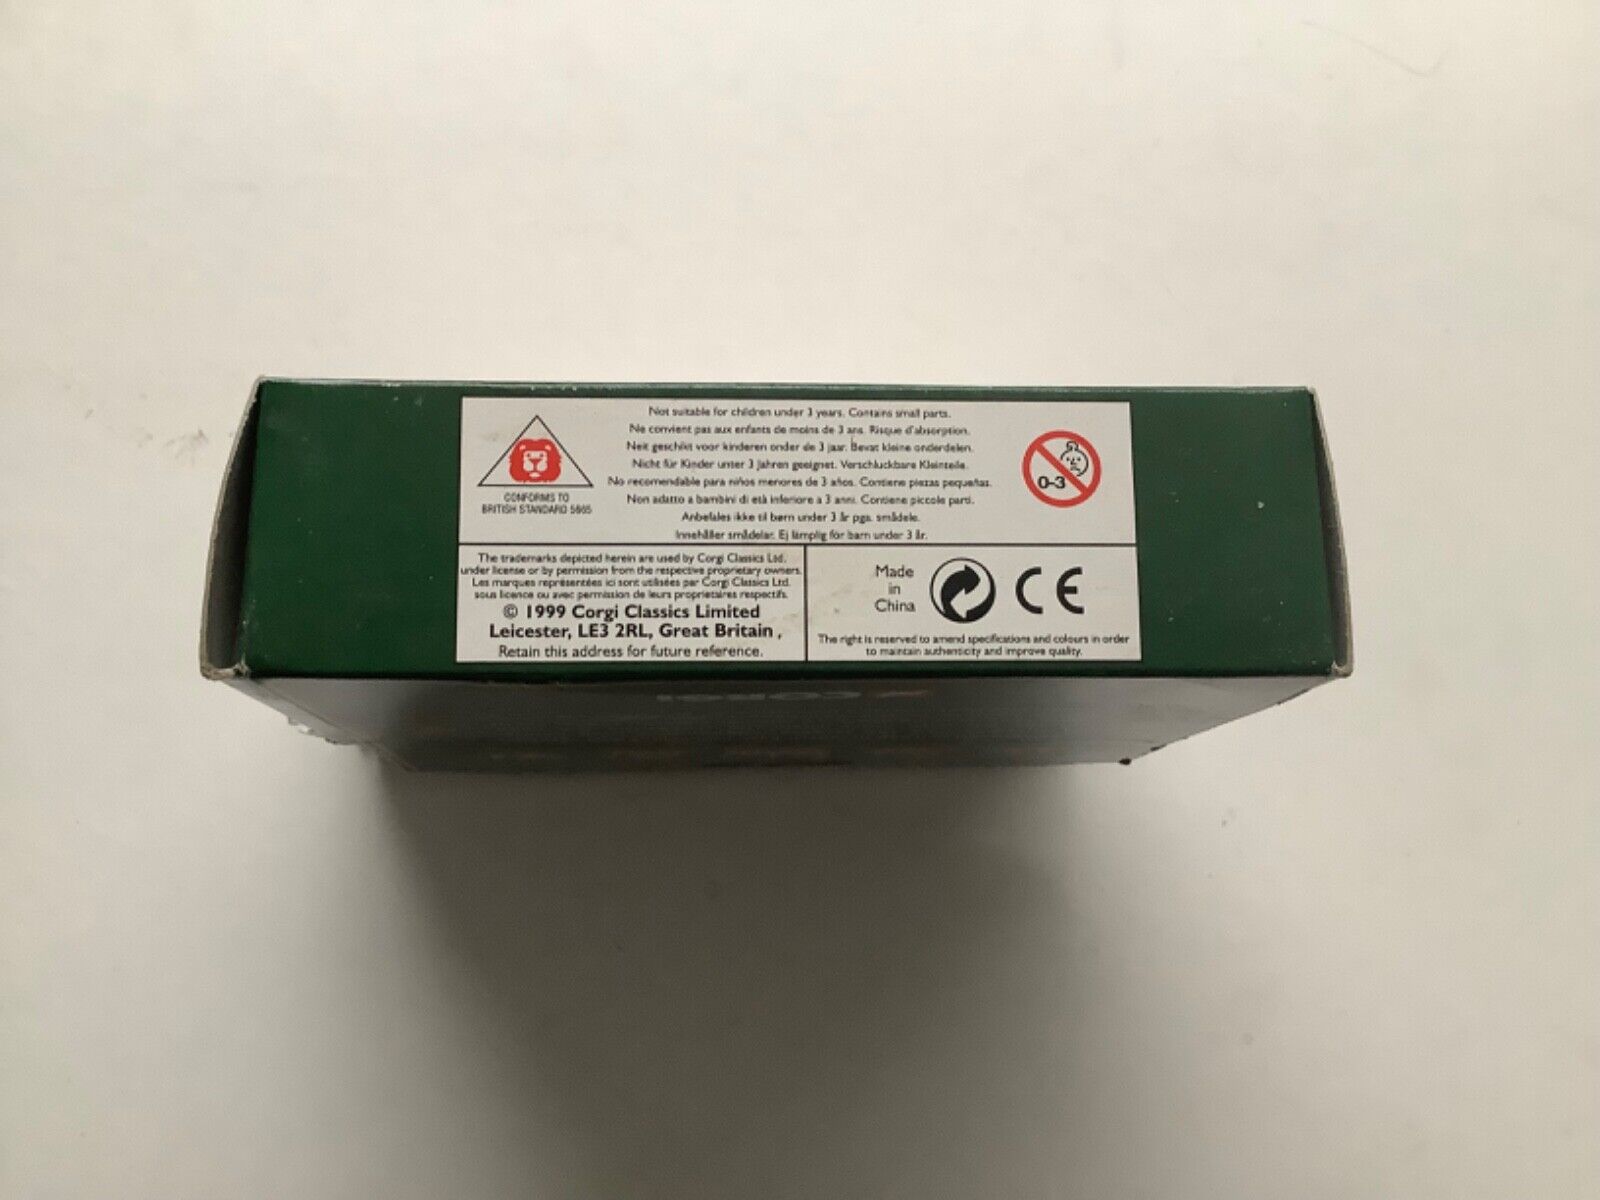 Not suitable for children under 3 years. Contains small parts.
Ne convient pas aux enfants de moins de 3 ans. Risque d'absorption.
Neit geschikt voor kinderen onder de 3 jaar. Bevat kleine onderdelen.
Nicht für Kinder unter 3 Jahren geeignet. Verschluckbare Kleinteile.
No recomendable para niños menores de 3 años. Contiene piezas pequeñas.
Non adatto a bambini di età inferiore a 3 anni. Contiene piccole parti.
Anbefales ikke til børn under 3 år pga. smådele.
Innehåller smådelar. Ej lämplig för barn under 3 år.
CONFORMS TO
BRITISH STANDARD 5665
0-3
The trademarks depicted herein are used by Corgi Classics Ltd.
under license or by permission from the respective proprietary owners.
Les marques représentées ici sont utilisées par Corgi Classics Ltd.
sous licence ou avec permission de leurs proprietaires respectifs.
© 1999 Corgi Classics Limited
Leicester, LE3 2RL, Great Britain ,
Retain this address for future reference.
Made
in
China
CE
The right is reserved to amend specifications and colours in order
to maintain authenticity and improve quality.
CORGI